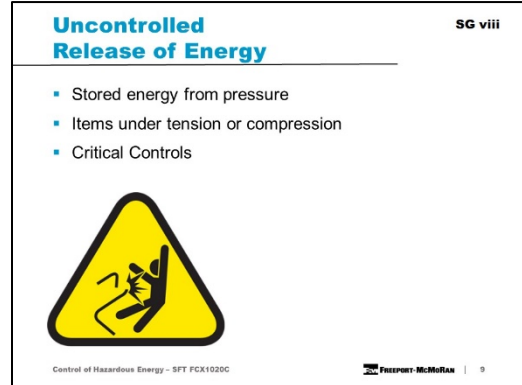 Uncontrolled
Release of Energy
SG viii
▪ Stored energy from pressure
▪ Items under tension or compression
▪ Critical Controls
Control of Hazardous Energy – SFT FCX1020C
FCX FREEPORT-MCMORAN | 9